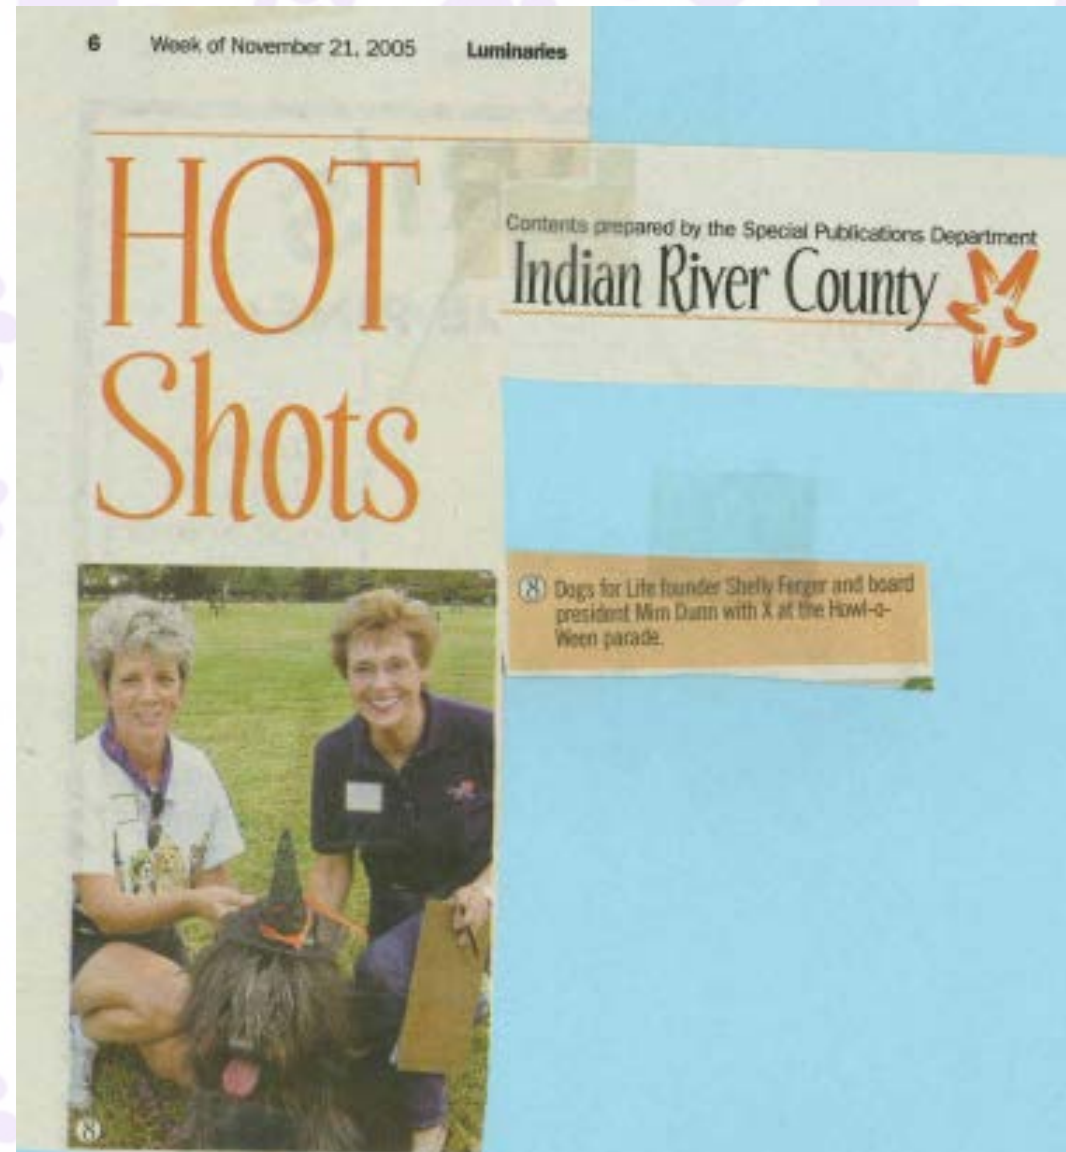 6 Week of November 21, 2005 Luminaries
HOT
Shots
Contents prepared by the Special Publications Department
Indian River County
8 Dogs for Life founder Shelly Ferger and board
president Mim Dunn with X at the Howl-o-
Ween parade.
8